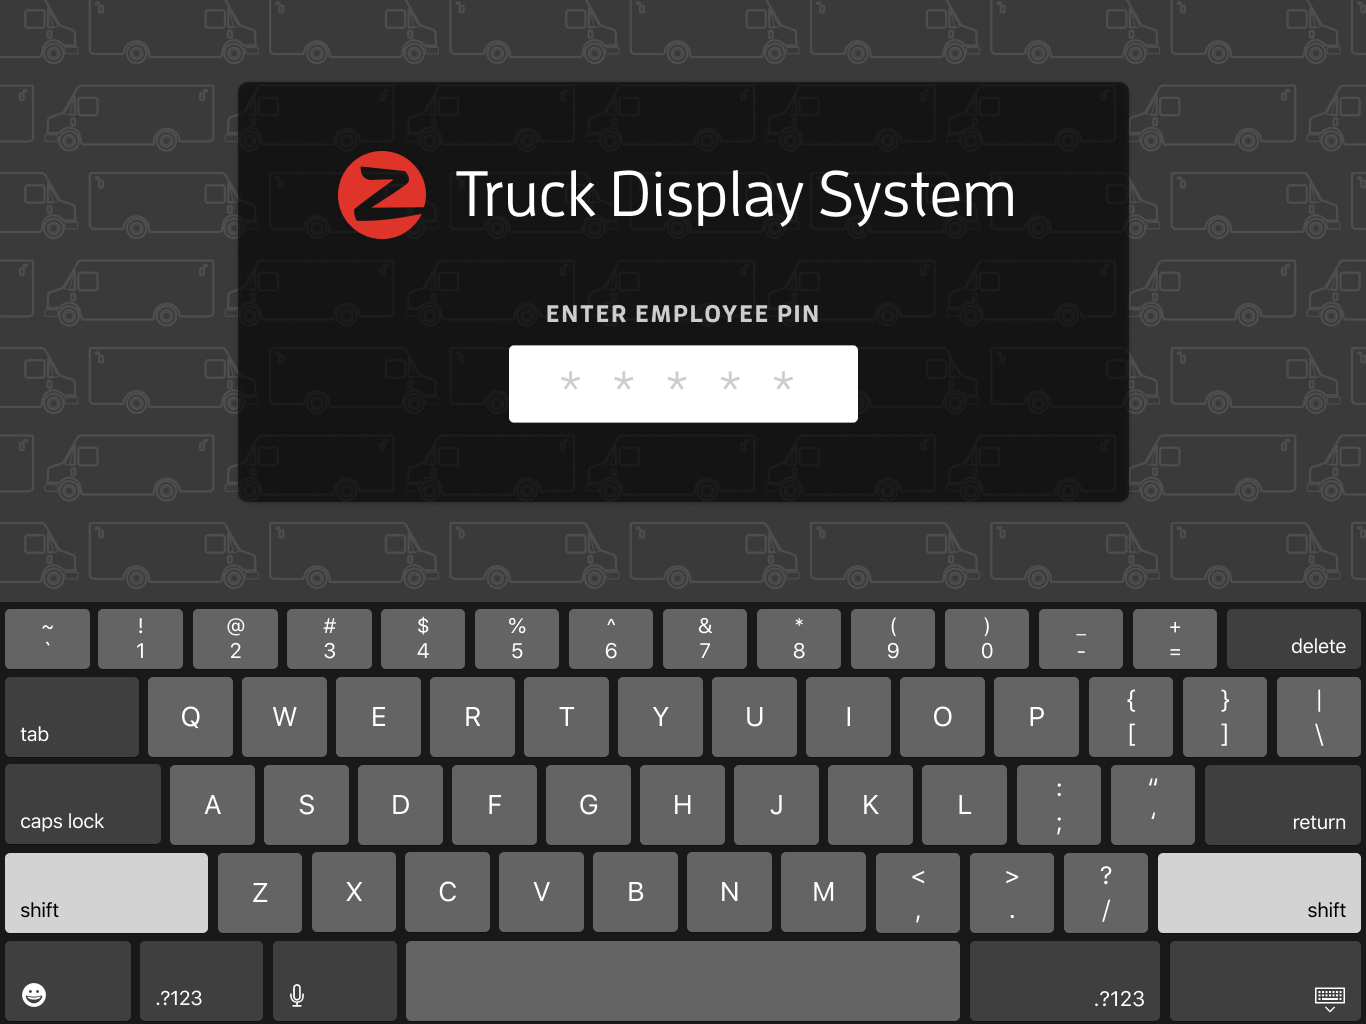 Z Truck Display System
ENTER EMPLOYEE PIN
* * * * *
~ ! @ # $ % ^ & * ( ) _ +
` 1 2 3 4 5 6 7 8 9 0 - = delete
tab Q W E R T Y U I O P { [ } ] | \
caps lock A S D F G H J K L : ; “ ‘ return
shift Z X C V B N M < , > . ? / shift
.?123 .?123